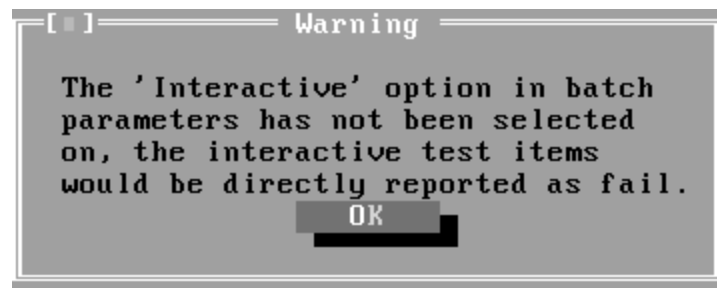 [■] Warning
The 'Interactive' option in batch
parameters has not been selected
on, the interactive test items
would be directly reported as fail.
OK